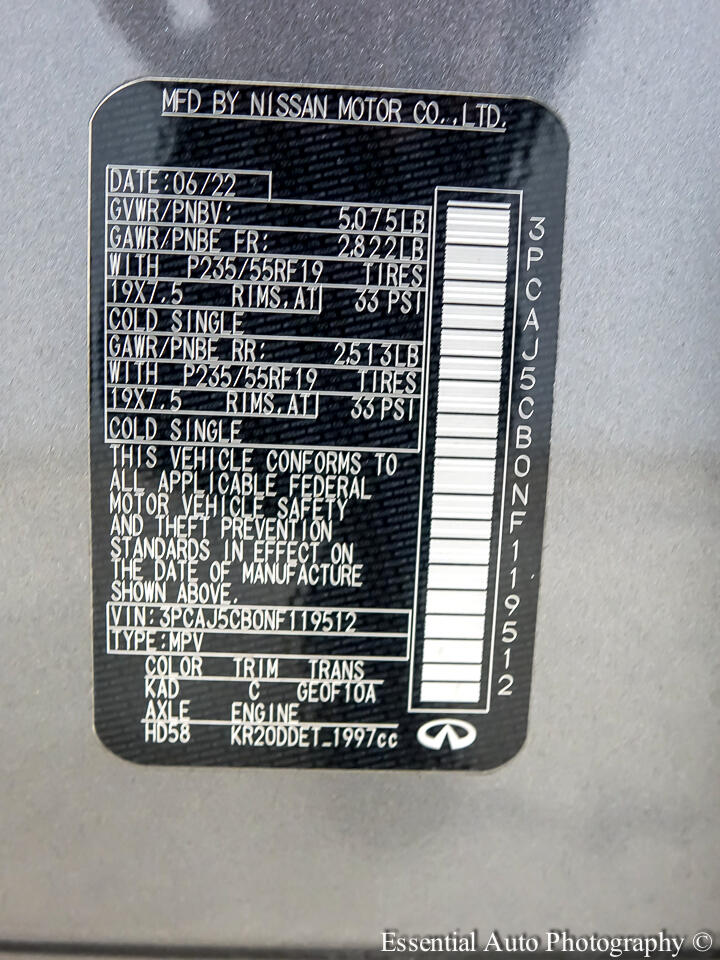 MFD BY NISSAN MOTOR CO.,LTD.
DATE:06/22
GVWR/PNBV: 5,075LB
GAWR/PNBE FR: 2,822LB
WITH P235/55RF19 TIRES
19X7.5 RIMS,AT 33 PSI
COLD SINGLE
GAWR/PNBE RR: 2,513LB
WITH P235/55RF19 TIRES
19X7.5 RIMS,AT 33 PSI
COLD SINGLE
THIS VEHICLE CONFORMS TO
ALL APPLICABLE FEDERAL
MOTOR VEHICLE SAFETY
AND THEFT PREVENTION
STANDARDS IN EFFECT ON
THE DATE OF MANUFACTURE
SHOWN ABOVE.
VIN:3PCAJ5CB0NF119512
TYPE:MPV
COLOR TRIM TRANS
KAD C GE0F10A
AXLE ENGINE
HD58 KR20DDET_1997cc
3PCAJ5CB0NF119512
Essential Auto Photography ©